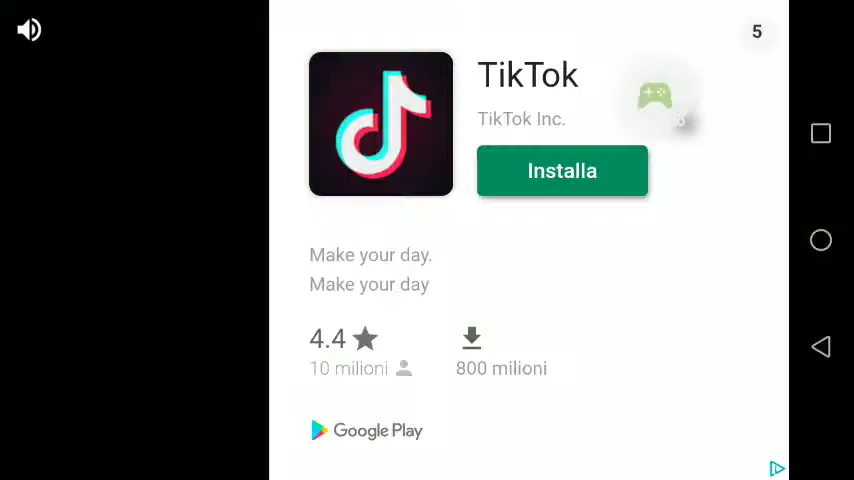 5
TikTok
TikTok Inc.
Installa
Make your day.
Make your day
4.4
10 milioni
800 milioni
Google Play